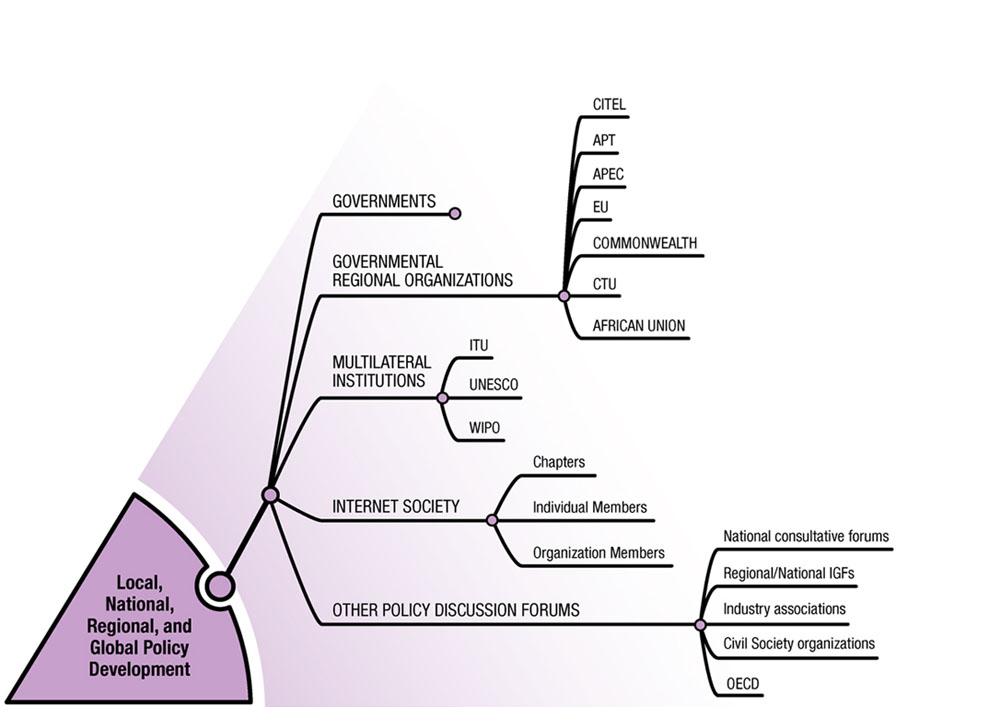 CITEL
APT
APEC
GOVERNMENTS
EU
COMMONWEALTH
GOVERNMENTAL
REGIONAL ORGANIZATIONS
CTU
AFRICAN UNION
ITU
MULTILATERAL
INSTITUTIONS
UNESCO
WIPO
Chapters
INTERNET SOCIETY
Individual Members
Organization Members
National consultative forums
Regional/National IGFs
OTHER POLICY DISCUSSION FORUMS
Industry associations
Civil Society organizations
OECD
Local,
National,
Regional, and
Global Policy
Development